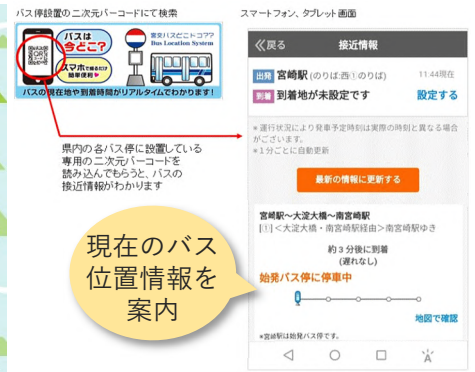 バス停設置の二次元バーコードにて検索
バスは
今どこ?
スマホで見るだけ
簡単便利♥
宮交バスどこトコアプ
Bus Location System
バスの現在地や到着時間がリアルタイムでわかります!
県内の各バス停に設置している
専用の二次元バーコードを
読み込んでもらうと、バスの
接近情報がわかります
現在のバス
位置情報を
案内
スマートフォン、タブレット画面
戻る 接近情報
出発 宮崎駅 (のりば:西①のりば) 11:44現在
到着 到着地が未設定です 設定する
*運行状況により発車予定時刻は実際の時刻と異なる場合
がございます。
*1分ごとに自動更新
最新の情報に更新する
宮崎駅〜大淀大橋〜南宮崎駅
[①]<大淀大橋・南宮崎駅経由>南宮崎駅ゆき
約3分後に到着
(遅れなし)
始発バス停に停車中
地図で確認
*宮崎駅は始発バス停です。